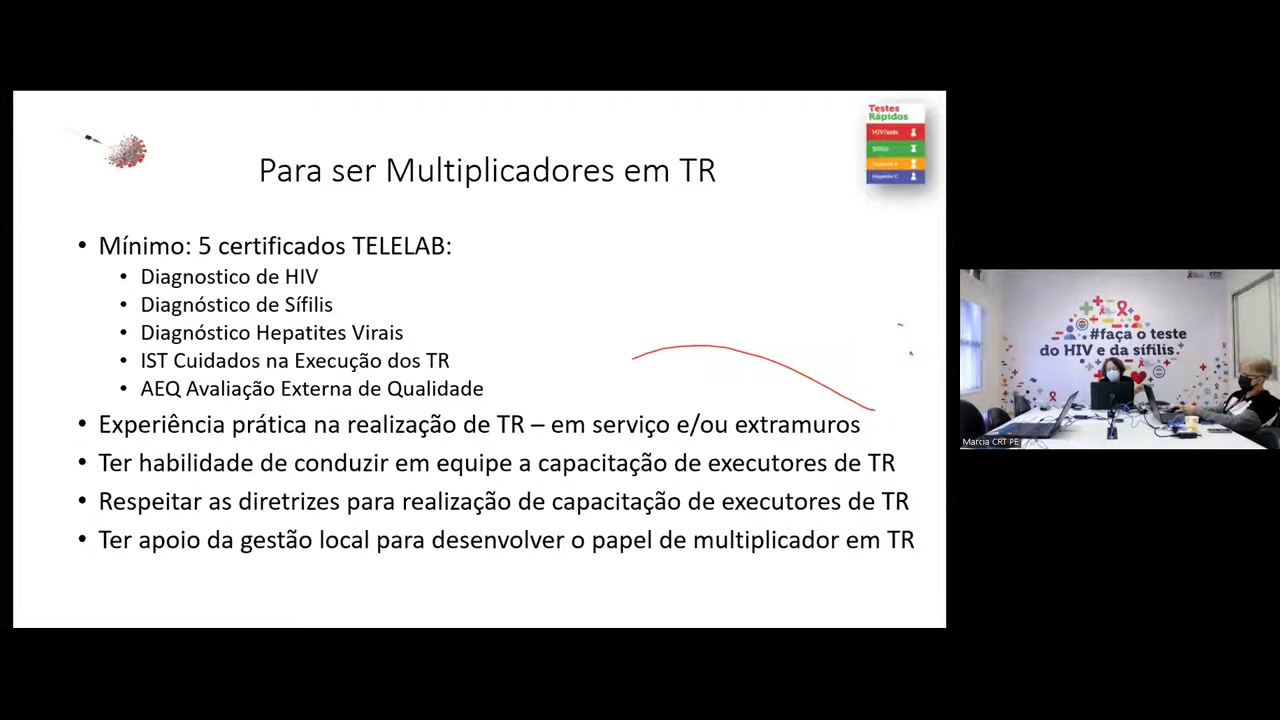 Testes
Rápidos
HIV/aids
Sífilis
Hepatite B
Hepatite C
Para ser Multiplicadores em TR
• Mínimo: 5 certificados TELELAB:
• Diagnostico de HIV
• Diagnóstico de Sífilis
• Diagnóstico Hepatites Virais
• IST Cuidados na Execução dos TR
• AEQ Avaliação Externa de Qualidade
• Experiência prática na realização de TR – em serviço e/ou extramuros
• Ter habilidade de conduzir em equipe a capacitação de executores de TR
• Respeitar as diretrizes para realização de capacitação de executores de TR
• Ter apoio da gestão local para desenvolver o papel de multiplicador em TR
#faça o teste
do HIV e da sífilis.
Marcia CRT PE